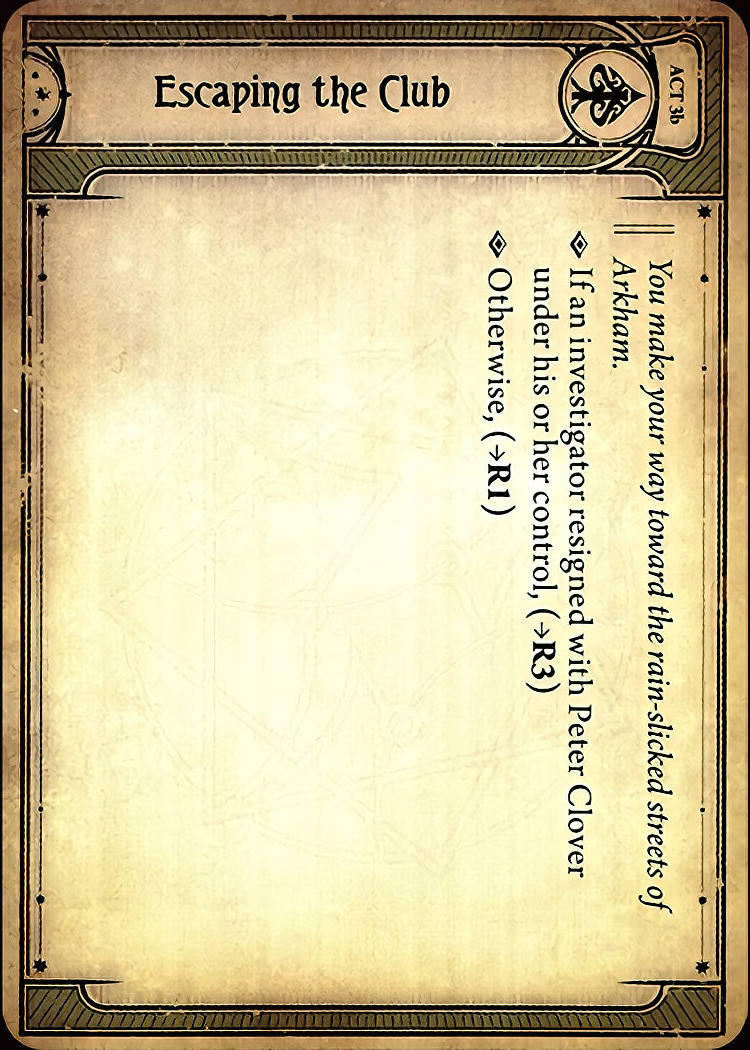 ACT 3b
Escaping the Club
You make your way toward the rain-slicked streets of
Arkham.
If an investigator resigned with Peter Clover
under his or her control, (→R3)
Otherwise, (→R1)